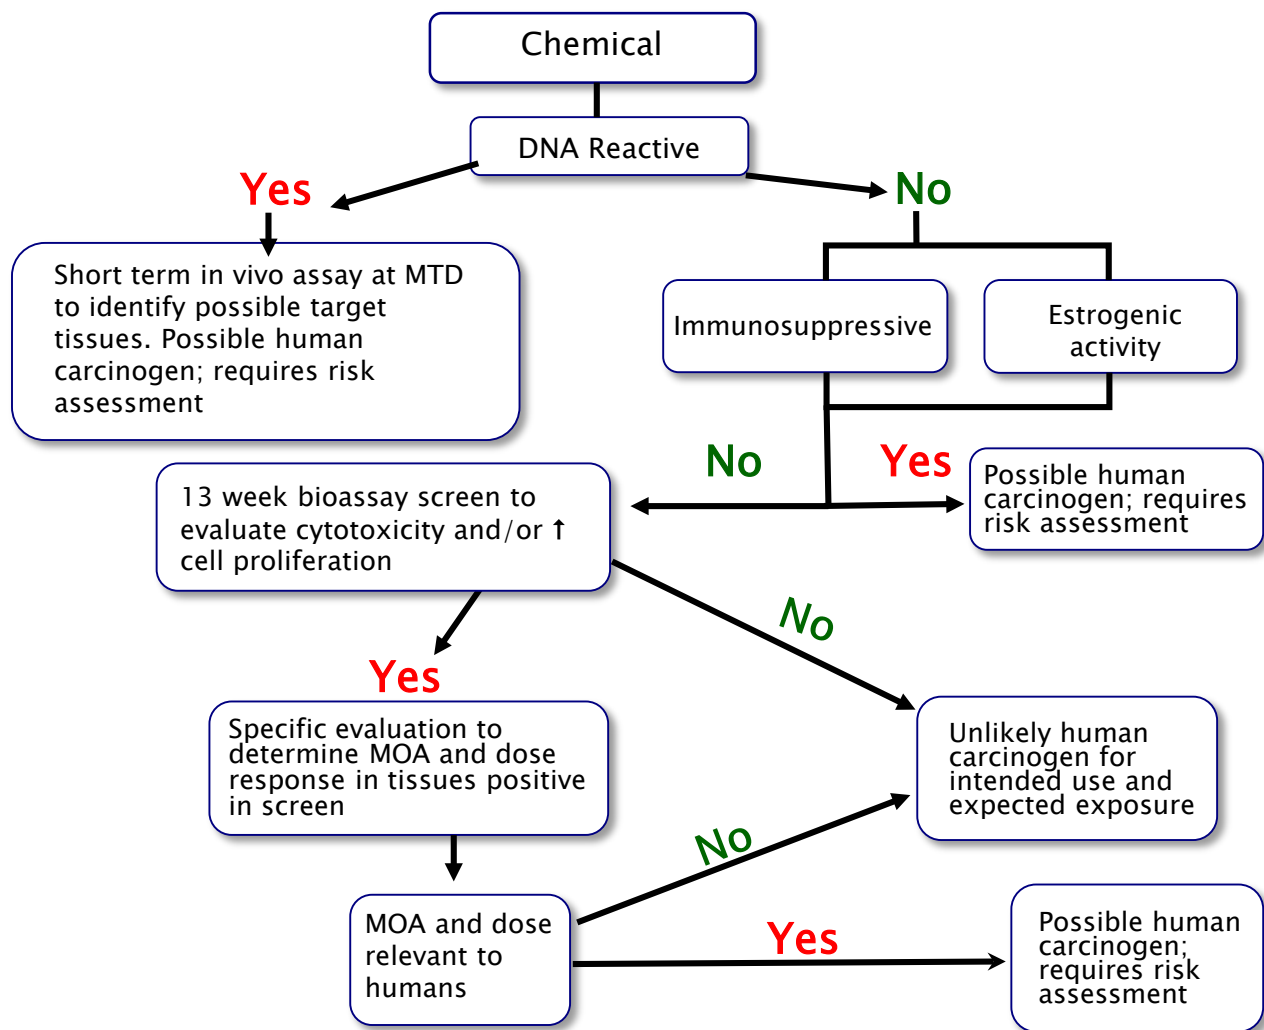 Chemical
DNA Reactive
Yes
No
Short term in vivo assay at MTD
to identify possible target
tissues. Possible human
carcinogen; requires risk
assessment
Immunosuppressive
Estrogenic
activity
No
Yes
Possible human
carcinogen; requires
risk assessment
13 week bioassay screen to
evaluate cytotoxicity and/or ↑
cell proliferation
No
Yes
Specific evaluation to
determine MOA and dose
response in tissues positive
in screen
Unlikely human
carcinogen for
intended use and
expected exposure
No
MOA and dose
relevant to
humans
Yes
Possible human
carcinogen;
requires risk
assessment